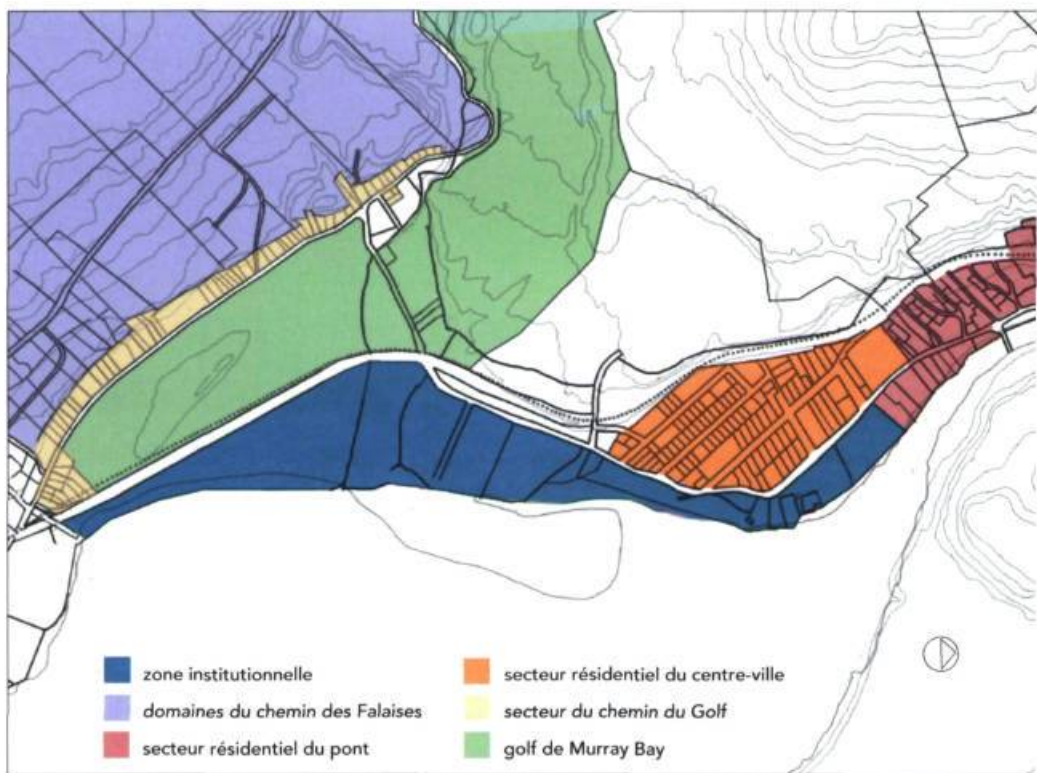 zone institutionnelle
domaines du chemin des Falaises
secteur résidentiel du pont
secteur résidentiel du centre-ville
secteur du chemin du Golf
golf de Murray Bay